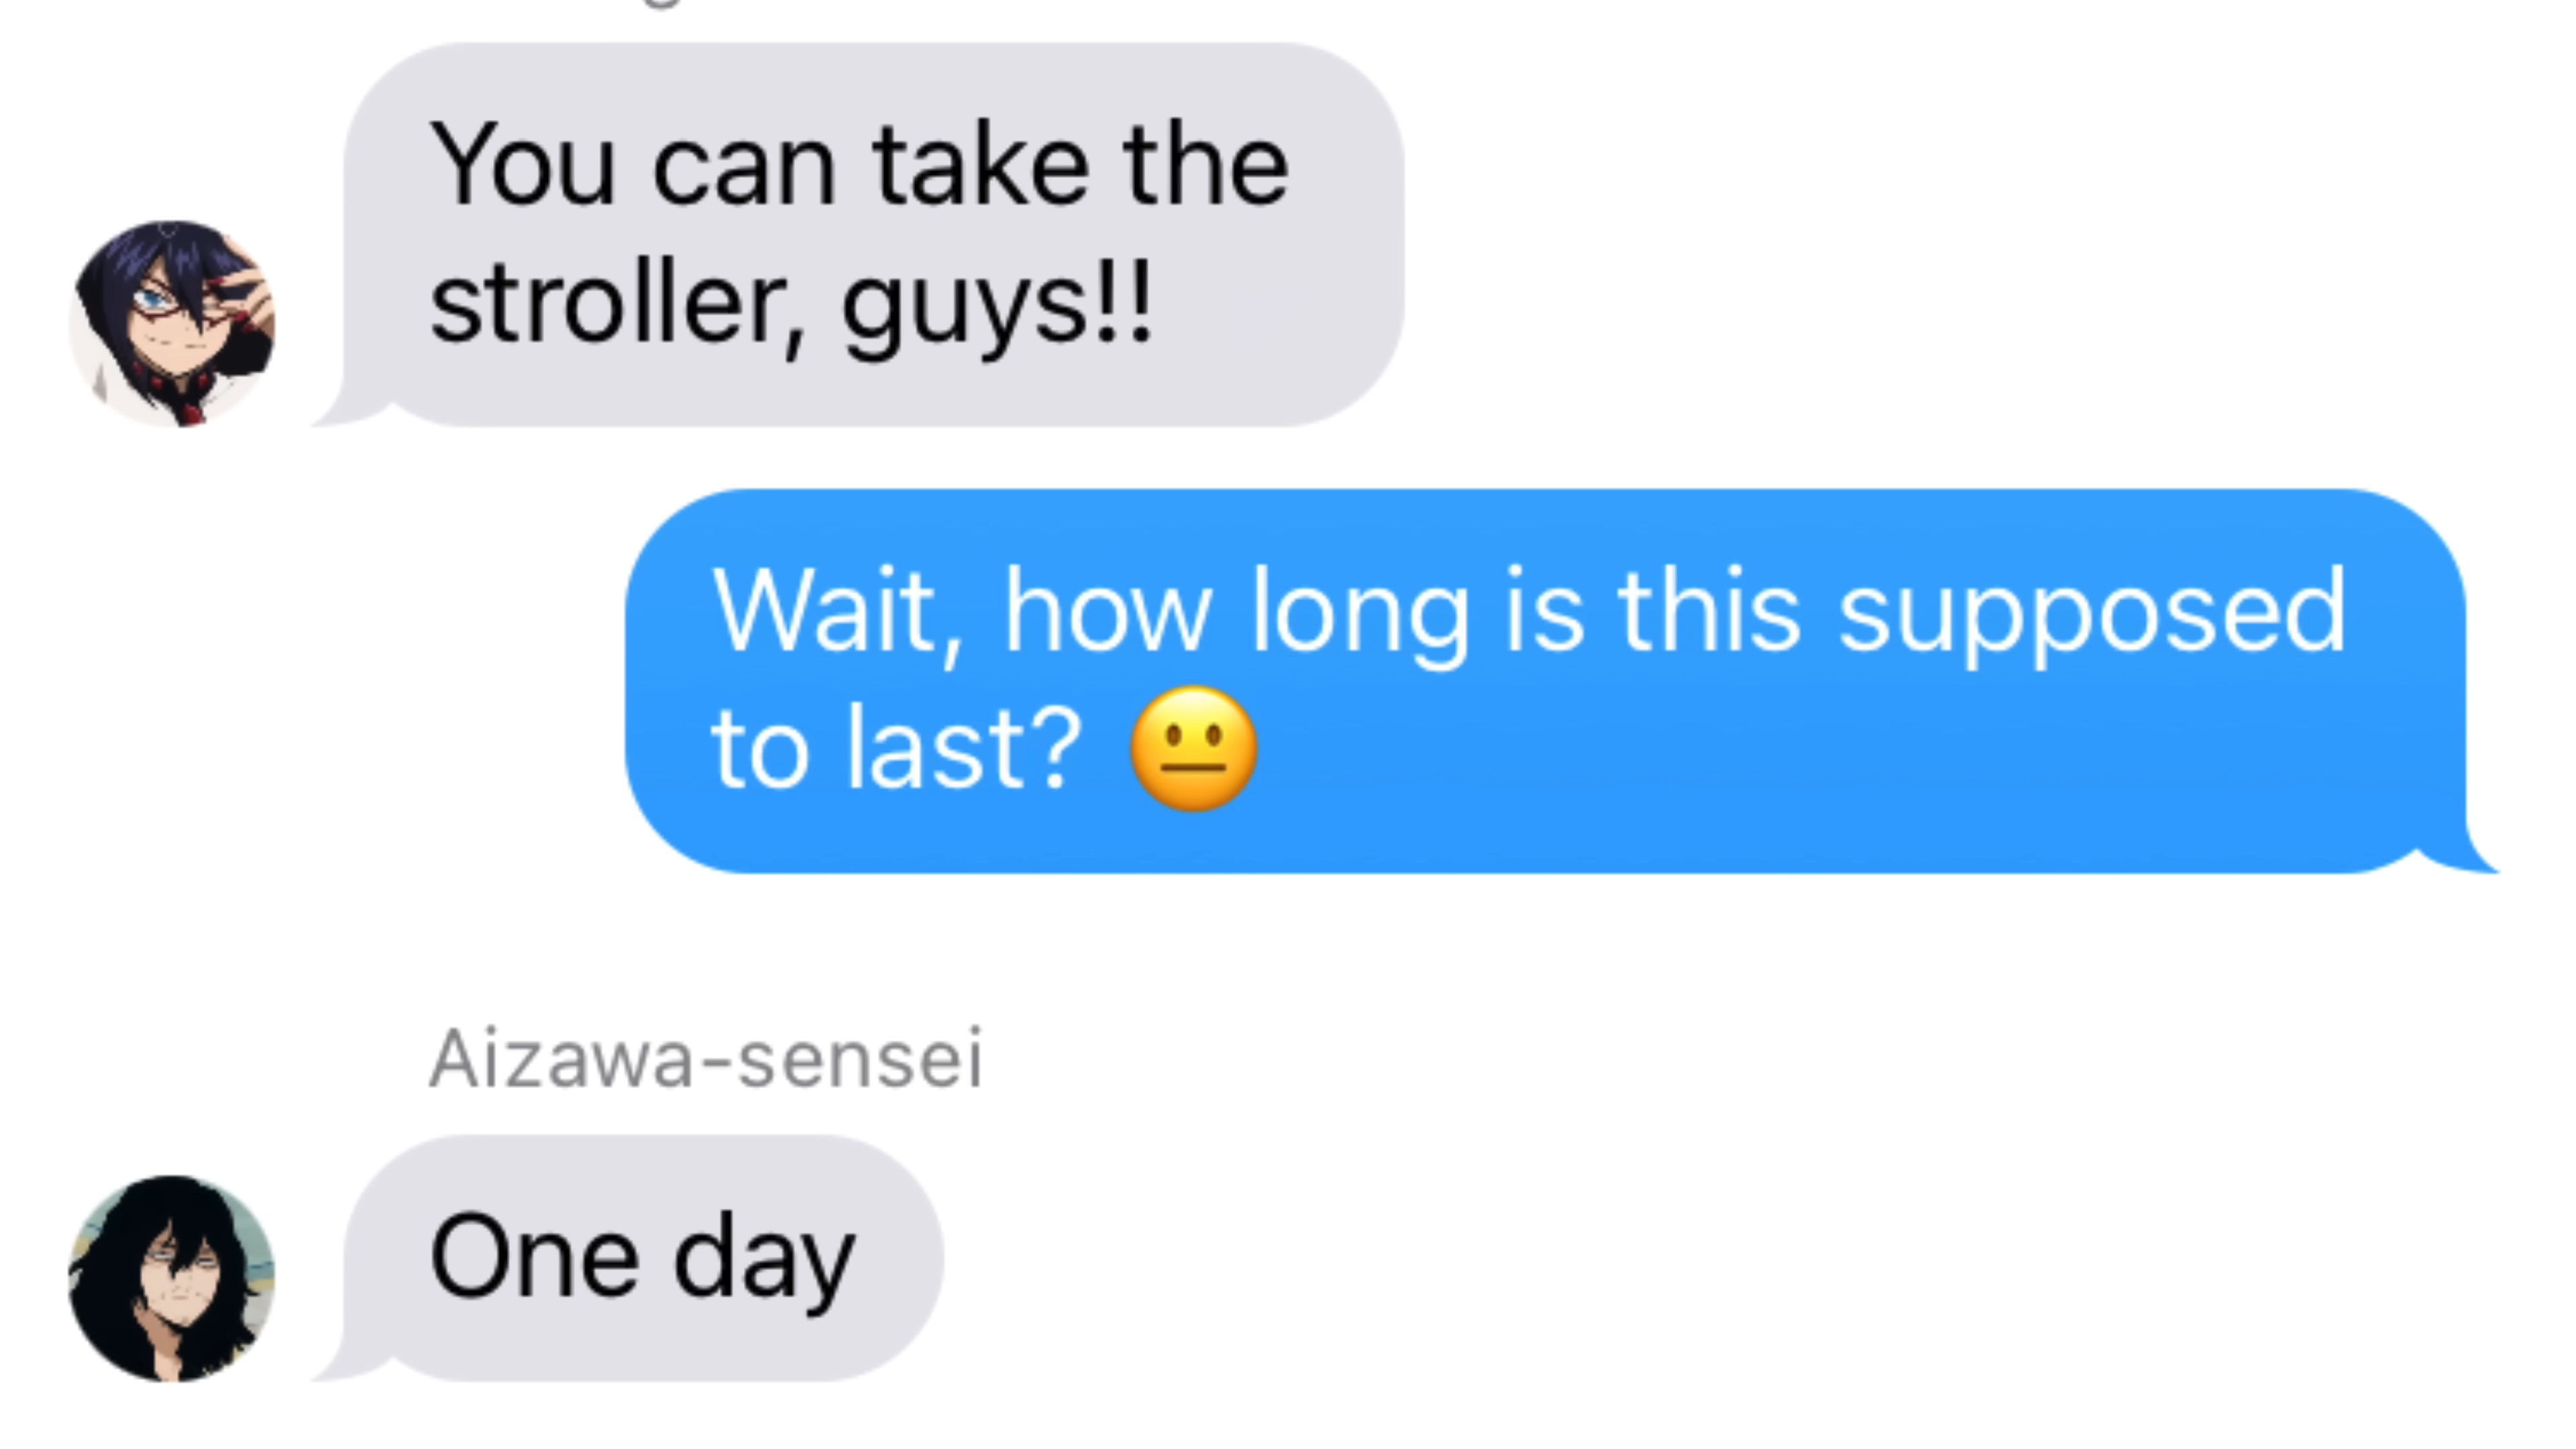 You can take the
stroller, guys!!
Wait, how long is this supposed
to last? 😐
Aizawa-sensei
One day